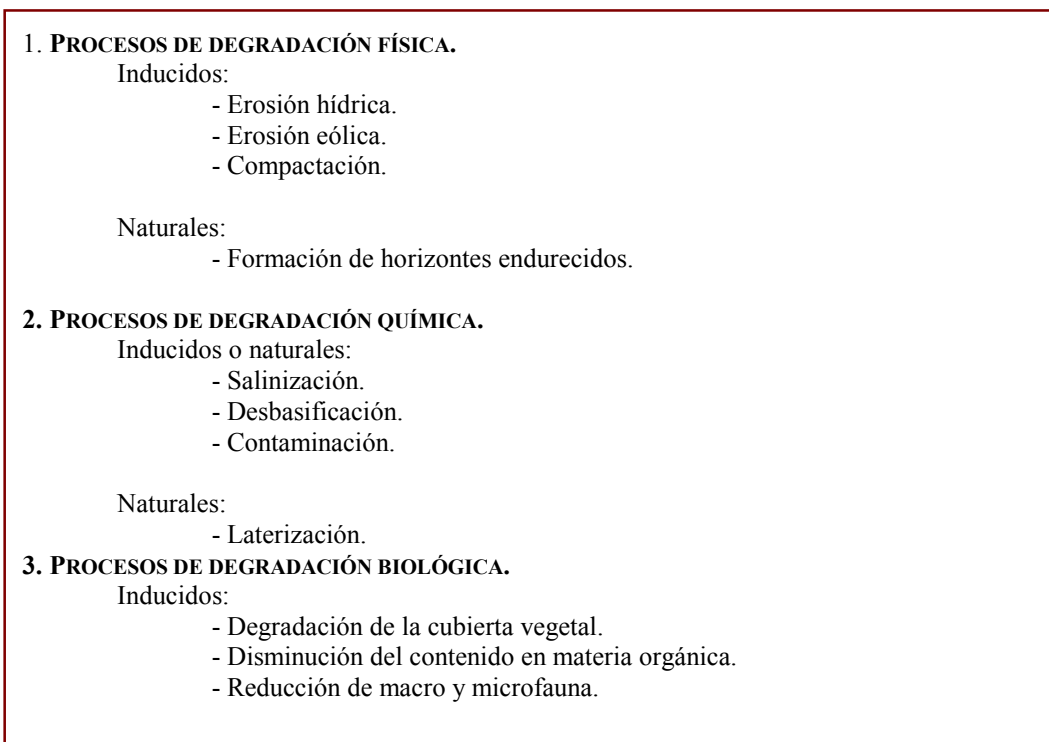 1. PROCESOS DE DEGRADACIÓN FÍSICA.
Inducidos:
- Erosión hídrica.
- Erosión eólica.
- Compactación.
Naturales:
- Formación de horizontes endurecidos.
2. PROCESOS DE DEGRADACIÓN QUÍMICA.
Inducidos o naturales:
- Salinización.
- Desbasificación.
- Contaminación.
Naturales:
- Laterización.
3. PROCESOS DE DEGRADACIÓN BIOLÓGICA.
Inducidos:
- Degradación de la cubierta vegetal.
- Disminución del contenido en materia orgánica.
- Reducción de macro y microfauna.